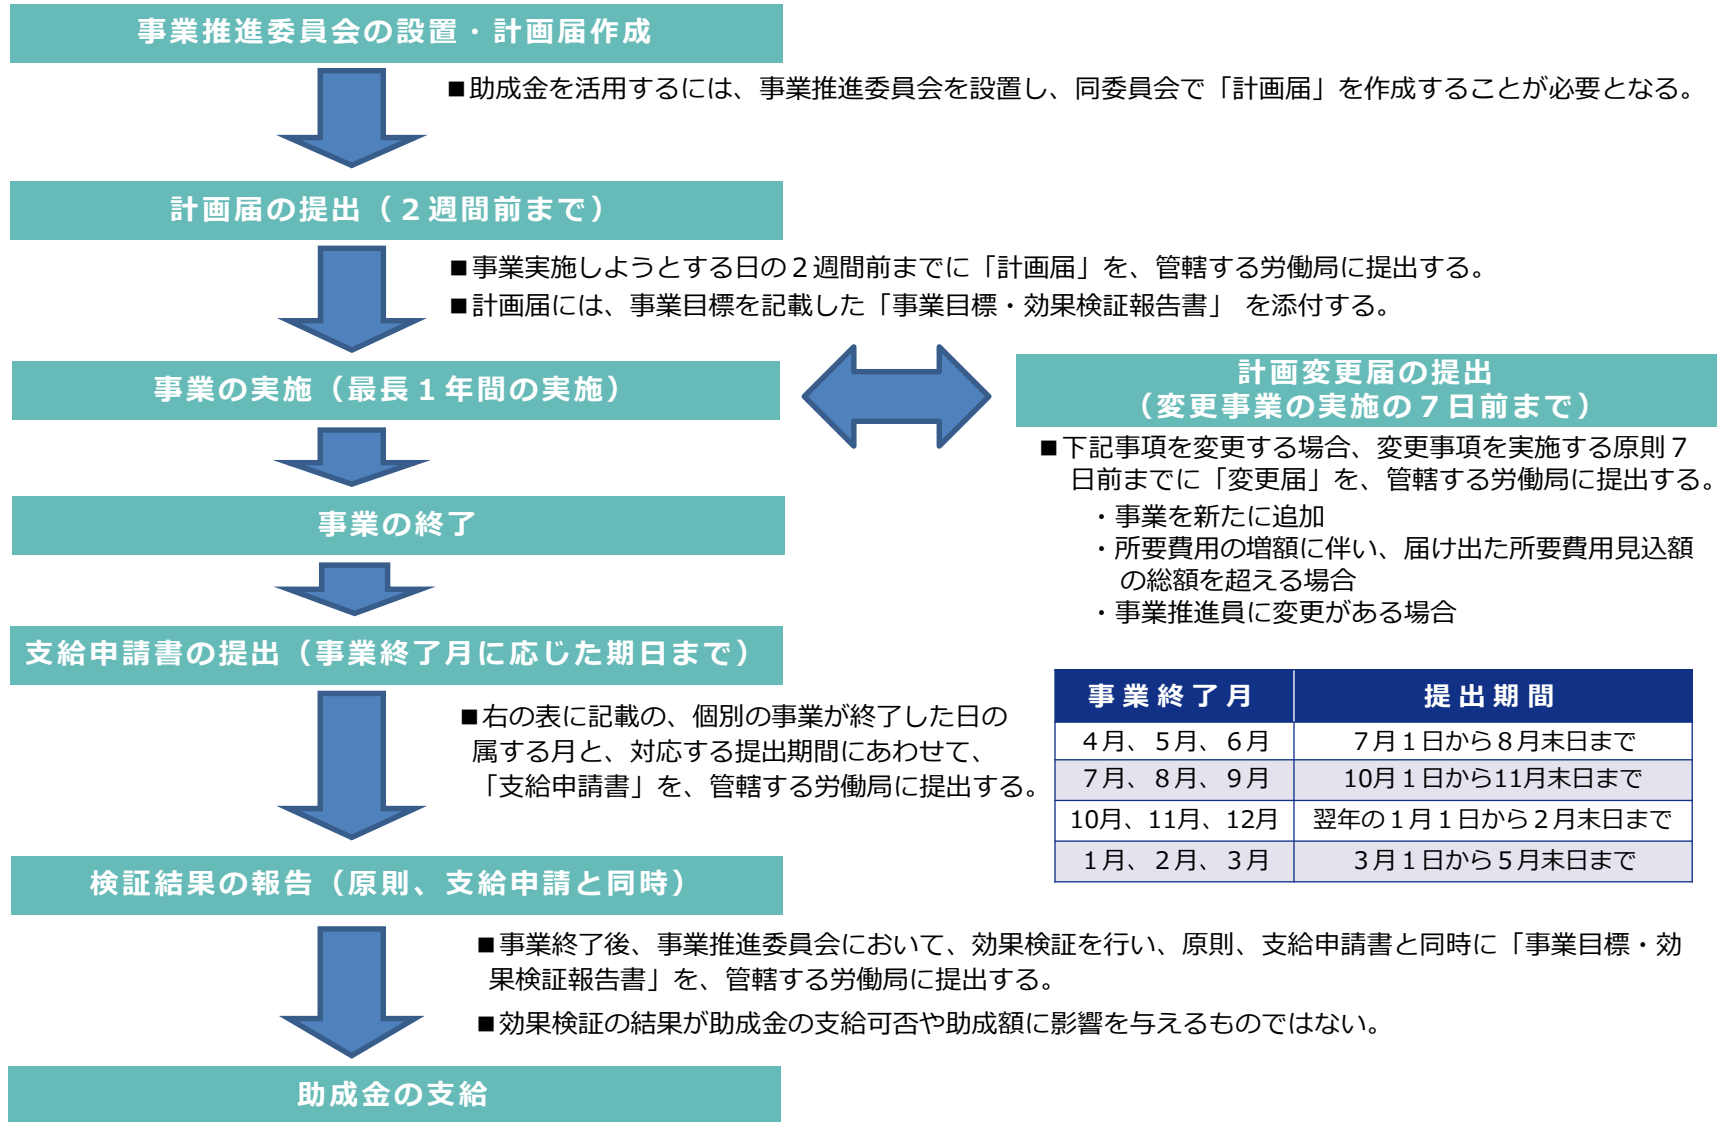 事業推進委員会の設置・計画届作成
■助成金を活用するには、事業推進委員会を設置し、同委員会で「計画届」を作成することが必要となる。
計画届の提出（２週間前まで）
■事業実施しようとする日の２週間前までに「計画届」を、管轄する労働局に提出する。
■計画届には、事業目標を記載した「事業目標・効果検証報告書」 を添付する。
事業の実施（最長１年間の実施）
計画変更届の提出
（変更事業の実施の７日前まで）
■下記事項を変更する場合、変更事項を実施する原則７
日前までに「変更届」を、管轄する労働局に提出する。
・事業を新たに追加
・所要費用の増額に伴い、届け出た所要費用見込額
の総額を超える場合
・事業推進員に変更がある場合
事業の終了
支給申請書の提出（事業終了月に応じた期日まで）
■右の表に記載の、個別の事業が終了した日の
属する月と、対応する提出期間にあわせて、
「支給申請書」を、管轄する労働局に提出する。
事業終了月 提出期間
４月、５月、６月 ７月１日から８月末日まで
７月、８月、９月 10月１日から11月末日まで
10月、11月、12月 翌年の１月１日から２月末日まで
１月、２月、３月 ３月１日から５月末日まで
検証結果の報告（原則、支給申請と同時）
■事業終了後、事業推進委員会において、効果検証を行い、原則、支給申請書と同時に「事業目標・効
果検証報告書」を、管轄する労働局に提出する。
■効果検証の結果が助成金の支給可否や助成額に影響を与えるものではない。
助成金の支給